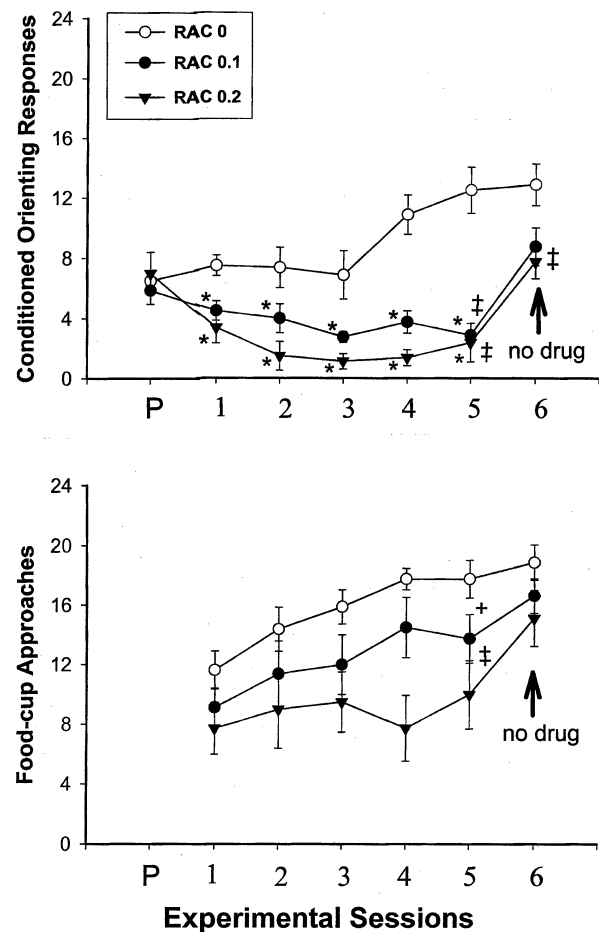 24
20
16
12
8
4
0
Conditioned Orienting Responses
RAC 0
RAC 0.1
RAC 0.2
* * * * *
* * * * *
‡
‡
‡
no drug
P 1 2 3 4 5 6
24
20
16
12
8
4
0
Food-cup Approaches
+
‡
no drug
P 1 2 3 4 5 6
Experimental Sessions